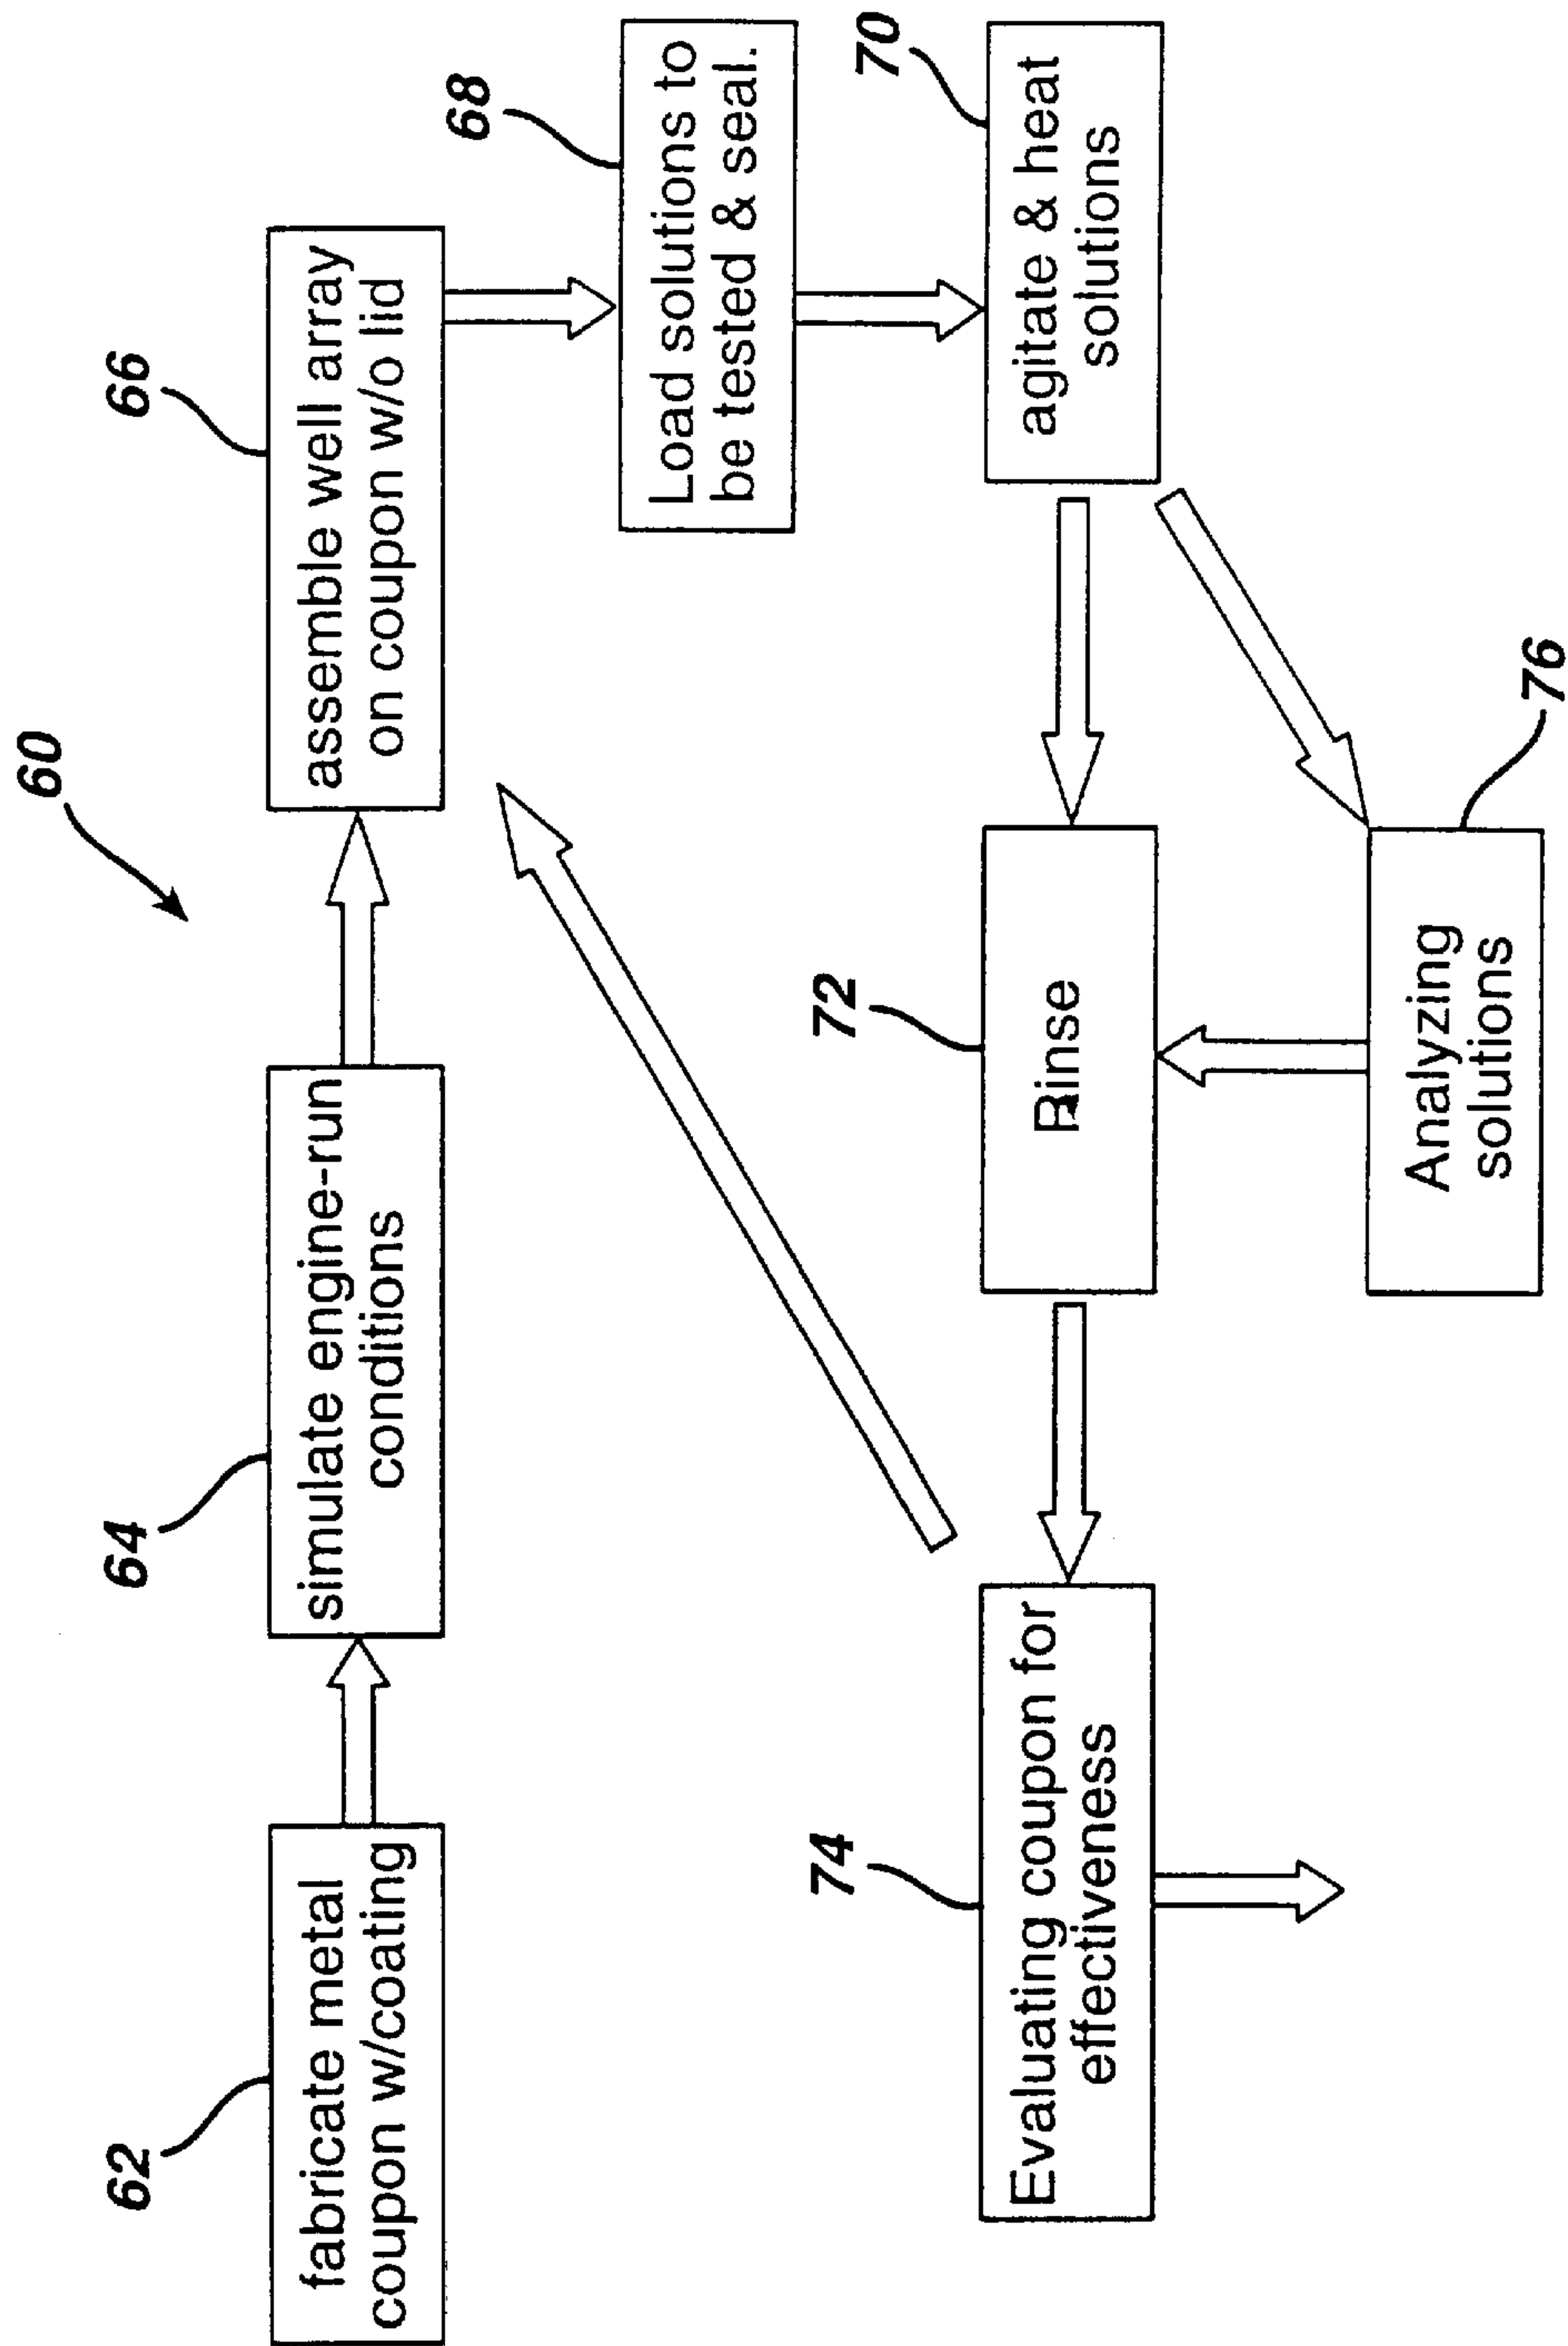 60
62
fabricate metal
coupon w/coating
64
simulate engine-run
conditions
66
assemble well array
on coupon w/o lid
68
Load solutions to
be tested & seal.
70
agitate & heat
solutions
72
Rinse
74
Evaluating coupon for
effectiveness
76
Analyzing
solutions